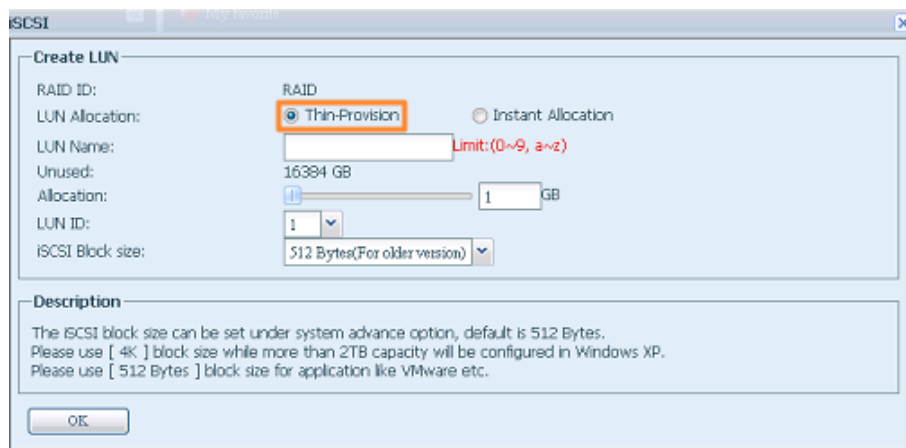 My favorite
iSCSI
Create LUN
RAID ID: RAID
LUN Allocation: Thin-Provision Instant Allocation
LUN Name: Limit:(0~9, a~z)
Unused: 16384 GB
Allocation: 1 GB
LUN ID: 1
iSCSI Block size: 512 Bytes(For older version)
Description
The iSCSI block size can be set under system advance option, default is 512 Bytes.
Please use [ 4K ] block size while more than 2TB capacity will be configured in Windows XP.
Please use [ 512 Bytes ] block size for application like VMware etc.
OK